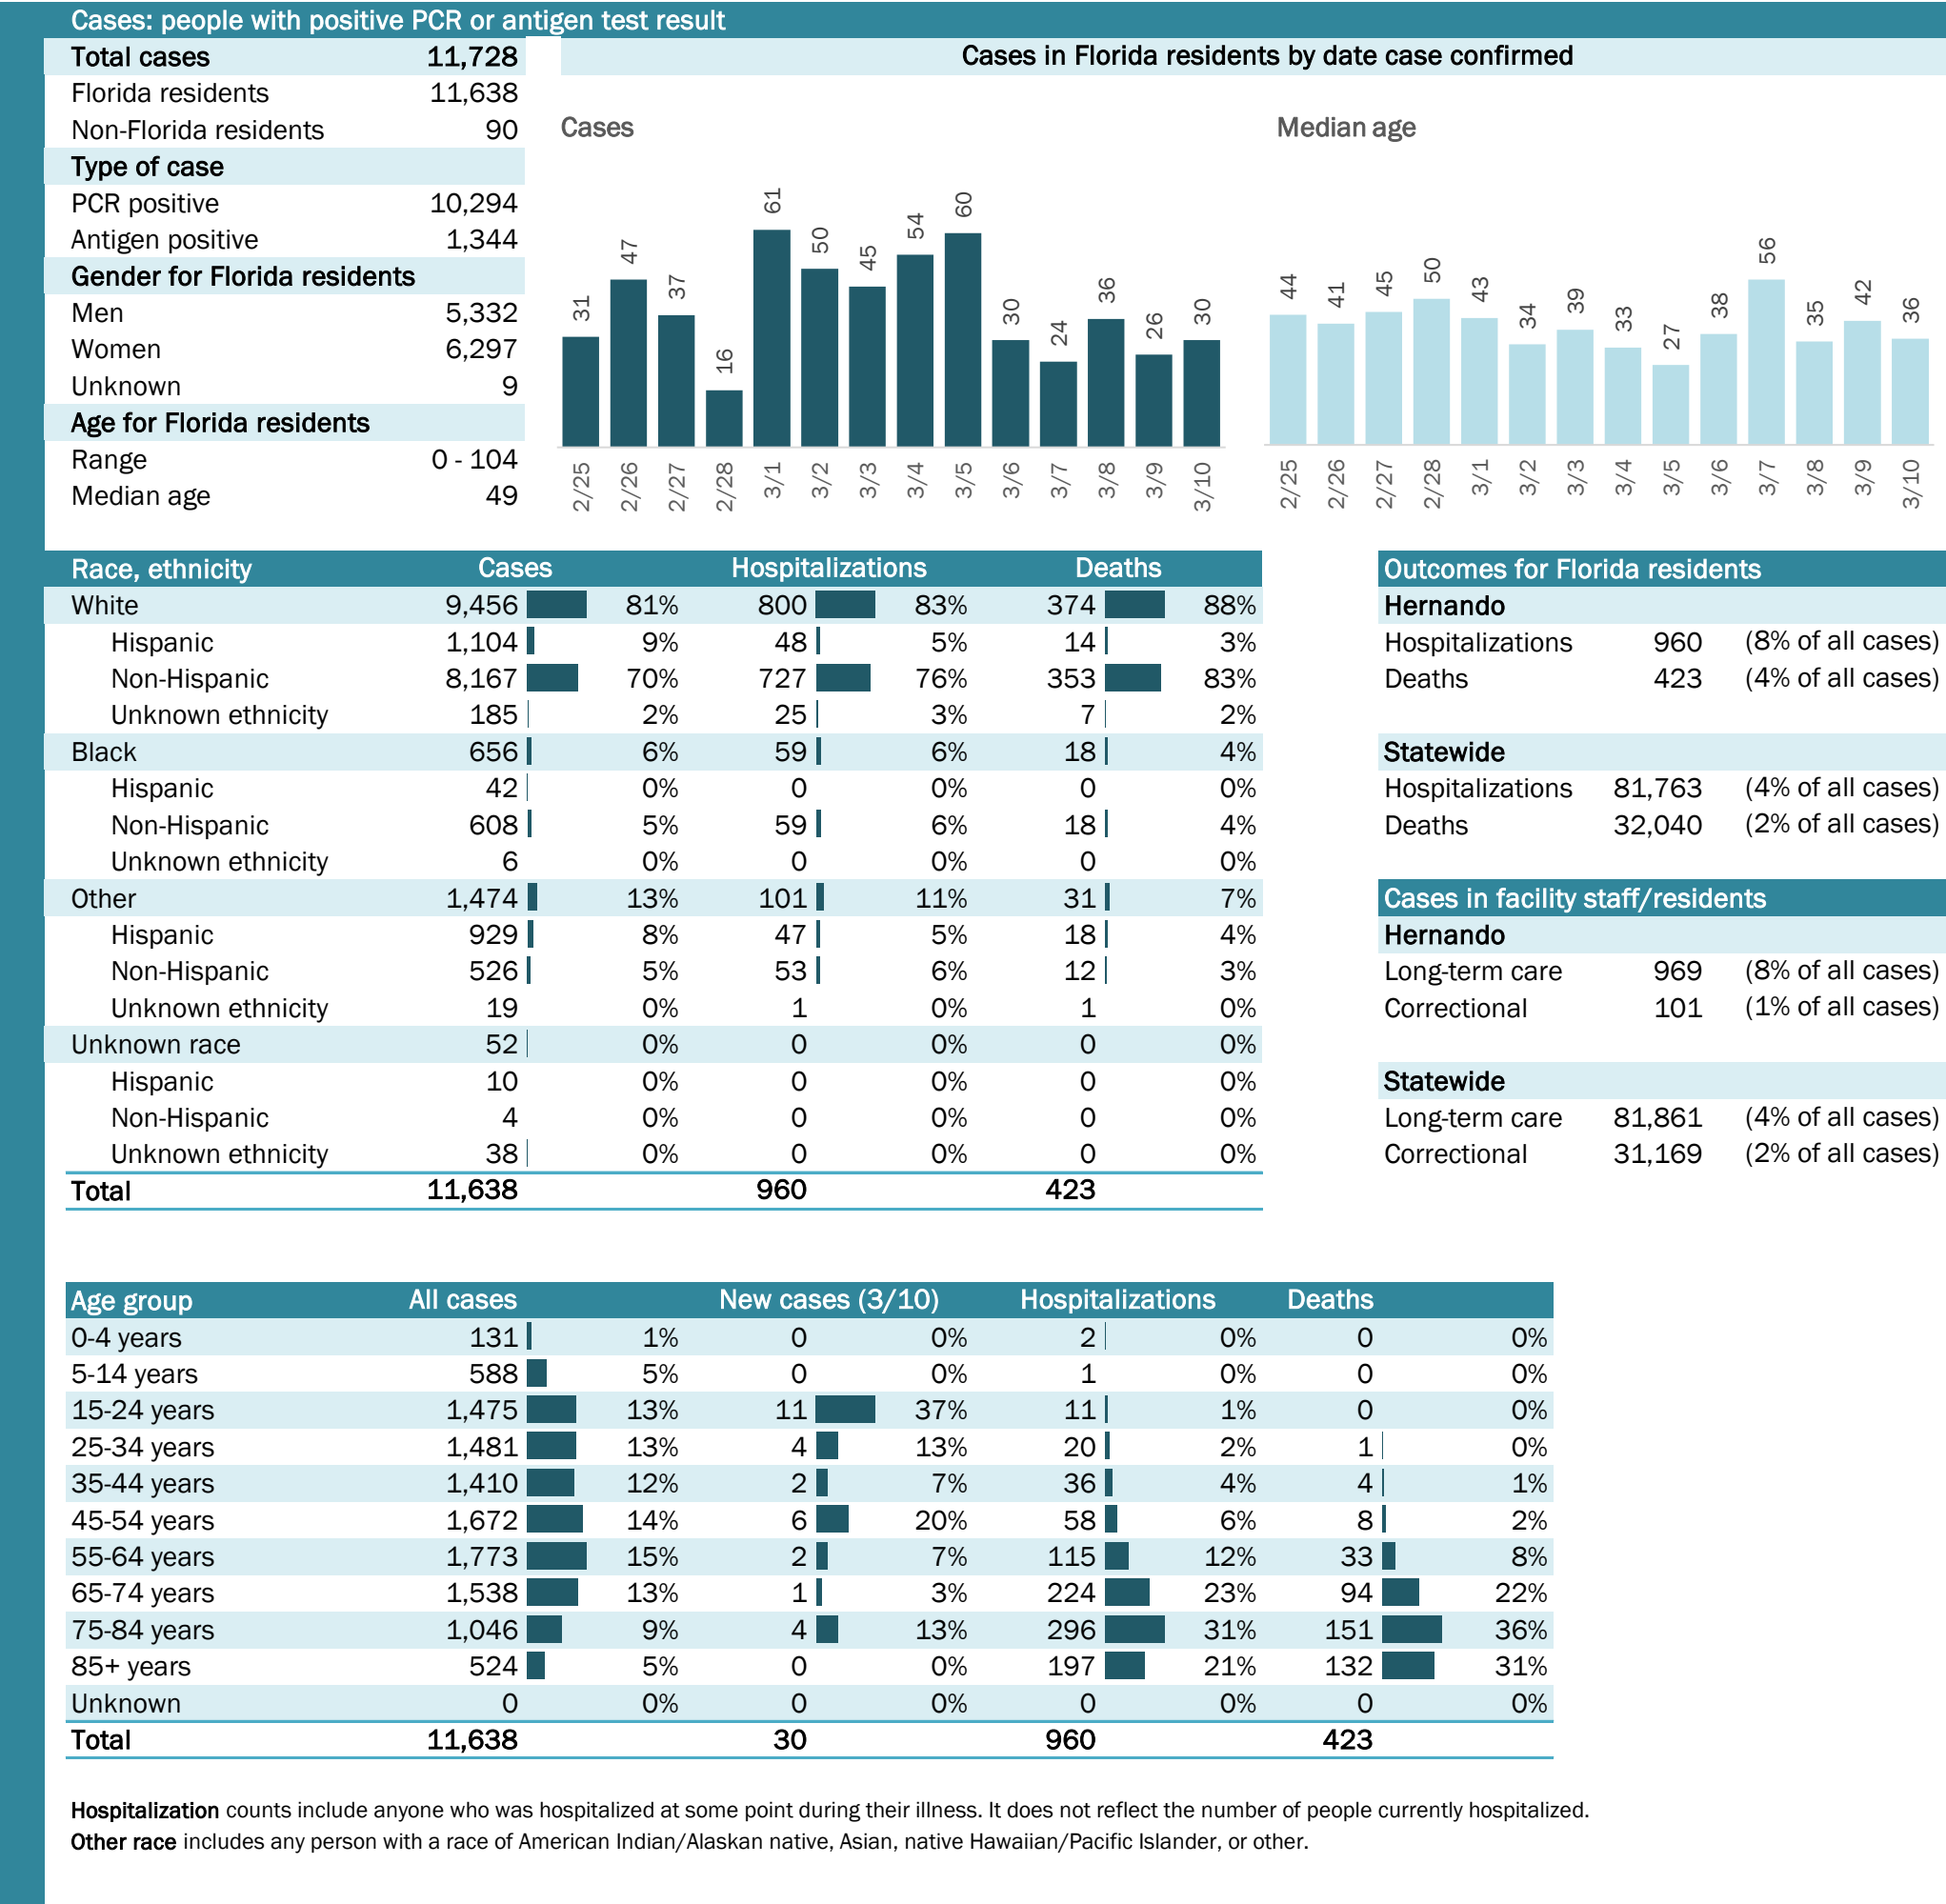 Cases: people with positive PCR or antigen test result
Total cases 11,728
Florida residents 11,638
Non-Florida residents 90
Type of case
PCR positive 10,294
Antigen positive 1,344
Gender for Florida residents
Men 5,332
Women 6,297
Unknown 9
Age for Florida residents
Range 0 - 104
Median age 49
Cases in Florida residents by date case confirmed
Cases
31 47 37 16 61 50 45 54 60 30 24 36 26 30
2/25 2/26 2/27 2/28 3/1 3/2 3/3 3/4 3/5 3/6 3/7 3/8 3/9 3/10
Median age
44 41 45 50 43 34 39 33 27 38 56 35 42 36
2/25 2/26 2/27 2/28 3/1 3/2 3/3 3/4 3/5 3/6 3/7 3/8 3/9 3/10
Race, ethnicity Cases Hospitalizations Deaths
White 9,456 81% 800 83% 374 88%
Hispanic 1,104 9% 48 5% 14 3%
Non-Hispanic 8,167 70% 727 76% 353 83%
Unknown ethnicity 185 2% 25 3% 7 2%
Black 656 6% 59 6% 18 4%
Hispanic 42 0% 0 0% 0 0%
Non-Hispanic 608 5% 59 6% 18 4%
Unknown ethnicity 6 0% 0 0% 0 0%
Other 1,474 13% 101 11% 31 7%
Hispanic 929 8% 47 5% 18 4%
Non-Hispanic 526 5% 53 6% 12 3%
Unknown ethnicity 19 0% 1 0% 1 0%
Unknown race 52 0% 0 0% 0 0%
Hispanic 10 0% 0 0% 0 0%
Non-Hispanic 4 0% 0 0% 0 0%
Unknown ethnicity 38 0% 0 0% 0 0%
Total 11,638 960 423
Outcomes for Florida residents
Hernando
Hospitalizations 960 (8% of all cases)
Deaths 423 (4% of all cases)
Statewide
Hospitalizations 81,763 (4% of all cases)
Deaths 32,040 (2% of all cases)
Cases in facility staff/residents
Hernando
Long-term care 969 (8% of all cases)
Correctional 101 (1% of all cases)
Statewide
Long-term care 81,861 (4% of all cases)
Correctional 31,169 (2% of all cases)
Age group All cases New cases (3/10) Hospitalizations Deaths
0-4 years 131 1% 0 0% 2 0% 0 0%
5-14 years 588 5% 0 0% 1 0% 0 0%
15-24 years 1,475 13% 11 37% 11 1% 0 0%
25-34 years 1,481 13% 4 13% 20 2% 1 0%
35-44 years 1,410 12% 2 7% 36 4% 4 1%
45-54 years 1,672 14% 6 20% 58 6% 8 2%
55-64 years 1,773 15% 2 7% 115 12% 33 8%
65-74 years 1,538 13% 1 3% 224 23% 94 22%
75-84 years 1,046 9% 4 13% 296 31% 151 36%
85+ years 524 5% 0 0% 197 21% 132 31%
Unknown 0 0% 0 0% 0 0% 0 0%
Total 11,638 30 960 423
Hospitalization counts include anyone who was hospitalized at some point during their illness. It does not reflect the number of people currently hospitalized.
Other race includes any person with a race of American Indian/Alaskan native, Asian, native Hawaiian/Pacific Islander, or other.